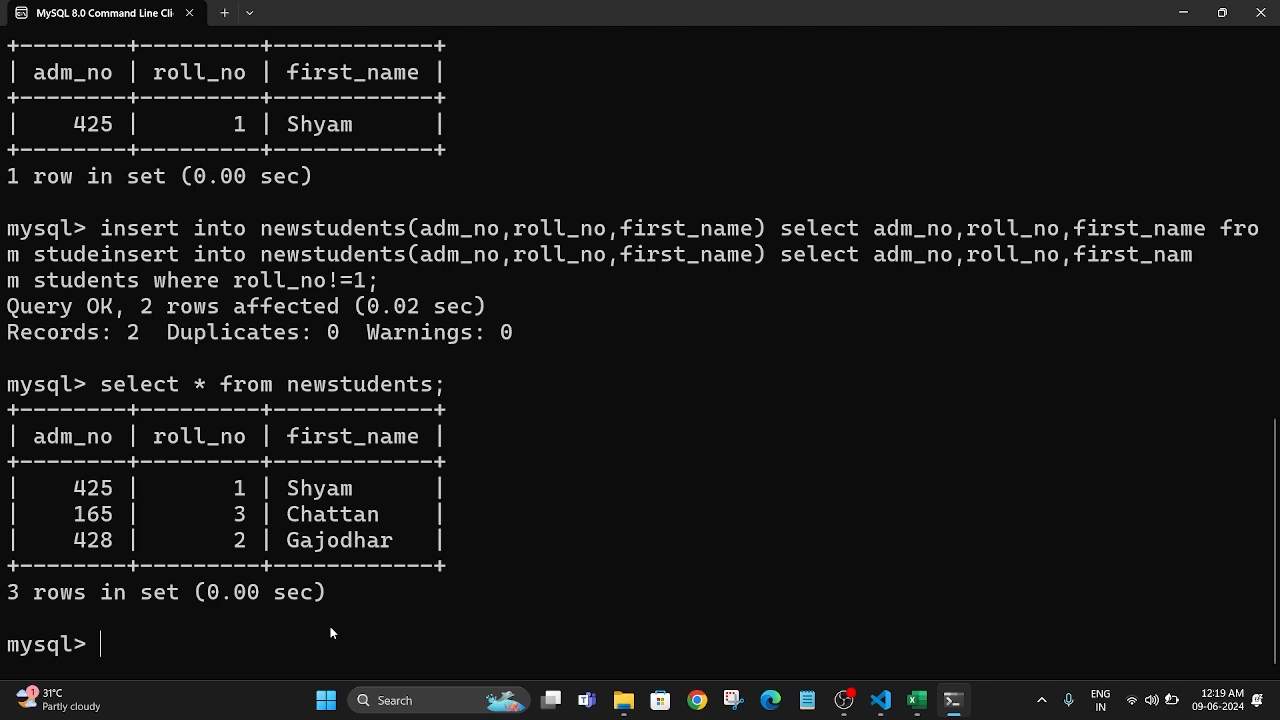 MySQL 8.0 Command Line Cli
+--------+---------+------------+
| adm_no | roll_no | first_name |
+--------+---------+------------+
|    425 |       1 | Shyam      |
+--------+---------+------------+
1 row in set (0.00 sec)
mysql> insert into newstudents(adm_no,roll_no,first_name) select adm_no,roll_no,first_name fro
m studeinsert into newstudents(adm_no,roll_no,first_name) select adm_no,roll_no,first_nam
m students where roll_no!=1;
Query OK, 2 rows affected (0.02 sec)
Records: 2  Duplicates: 0  Warnings: 0
mysql> select * from newstudents;
+--------+---------+------------+
| adm_no | roll_no | first_name |
+--------+---------+------------+
|    425 |       1 | Shyam      |
|    165 |       3 | Chattan    |
|    428 |       2 | Gajodhar   |
+--------+---------+------------+
3 rows in set (0.00 sec)
mysql>
1
31°C
Partly cloudy
Search
ENG
IN
12:19 AM
09-06-2024